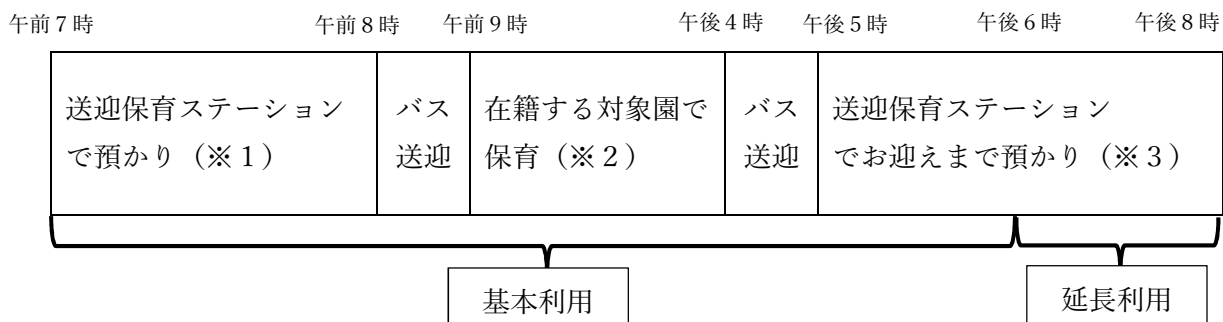 午前７時
午前８時
午前９時
午後４時
午後５時
午後６時
午後８時
送迎保育ステーション
で預かり（※１）
バス
送迎
在籍する対象園で
保育（※２）
バス
送迎
送迎保育ステーション
でお迎えまで預かり（※３）
基本利用
延長利用